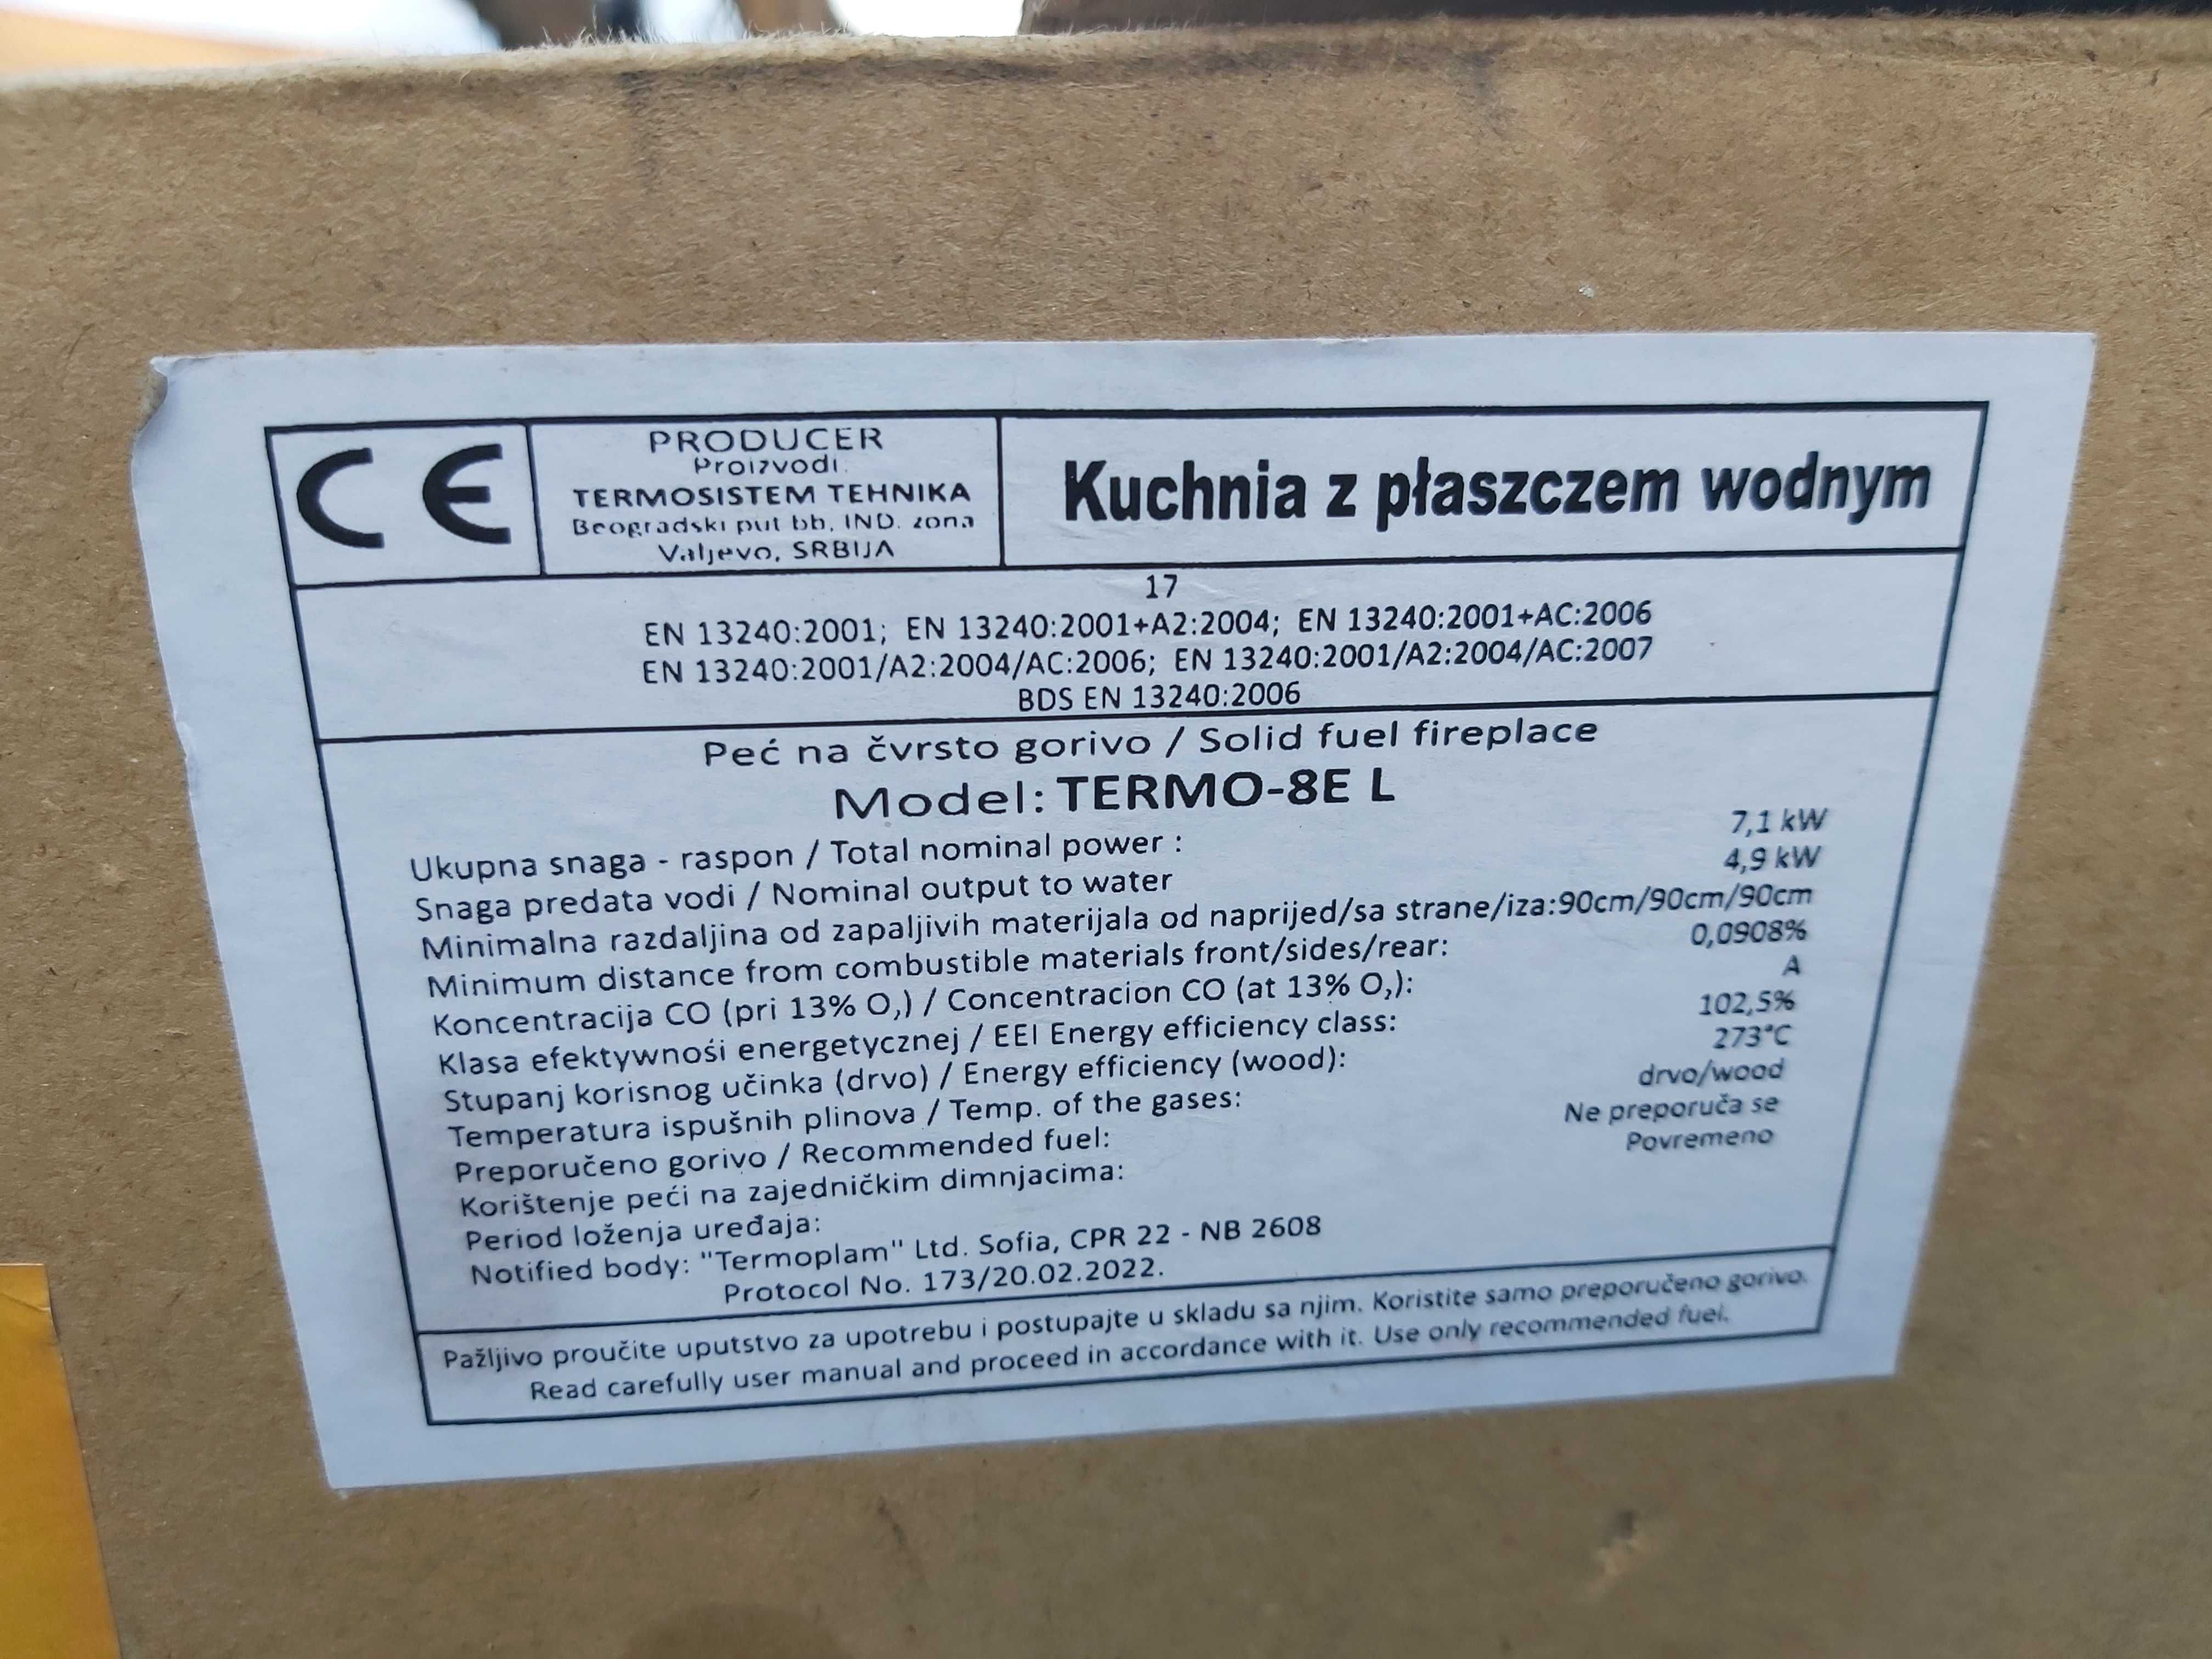 CE
PRODUCER
Proizvodi:
TERMOSISTEM TEHNIKA
Beogradski put bb, IND. zona
Valjevo, SRBIJA
Kuchnia z płaszczem wodnym
17
EN 13240:2001; EN 13240:2001+A2:2004; EN 13240:2001+AC:2006
EN 13240:2001/A2:2004/AC:2006; EN 13240:2001/A2:2004/AC:2007
BDS EN 13240:2006
Peć na čvrsto gorivo / Solid fuel fireplace
Model: TERMO-8E L
Ukupna snaga - raspon / Total nominal power : 7,1 kW
Snaga predata vodi / Nominal output to water 4,9 kW
Minimalna razdaljina od zapaljivih materijala od naprijed/sa strane/iza:90cm/90cm/90cm
Minimum distance from combustible materials front/sides/rear:
Koncentracija CO (pri 13% O,) / Concentracion CO (at 13% O,): 0,0908%
Klasa efektywnośi energetycznej / EEI Energy efficiency class: A
Stupanj korisnog učinka (drvo) / Energy efficiency (wood): 102,5%
Temperatura ispušnih plinova / Temp. of the gases: 273°C
Preporučeno gorivo / Recommended fuel: drvo/wood
Korištenje peći na zajedničkim dimnjacima: Ne preporuča se
Period loženja uređaja: Povremeno
Notified body: "Termoplam" Ltd. Sofia, CPR 22 - NB 2608
Protocol No. 173/20.02.2022.
Pažljivo proučite uputstvo za upotrebu i postupajte u skladu sa njim. Koristite samo preporučeno gorivo.
Read carefully user manual and proceed in accordance with it. Use only recommended fuel.